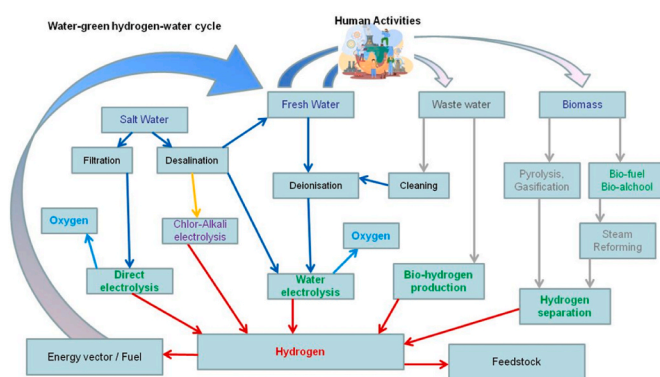 Water-green hydrogen-water cycle
Human Activities
Fresh Water
Waste water
Biomass
Salt Water
Filtration
Desalination
Deionisation
Cleaning
Pyrolysis,
Gasification
Bio-fuel
Bio-alchool
Oxygen
Chlor-Alkali
electrolysis
Oxygen
Steam
Reforming
Direct
electrolysis
Water
electrolysis
Bio-hydrogen
production
Hydrogen
separation
Energy vector / Fuel
Hydrogen
Feedstock